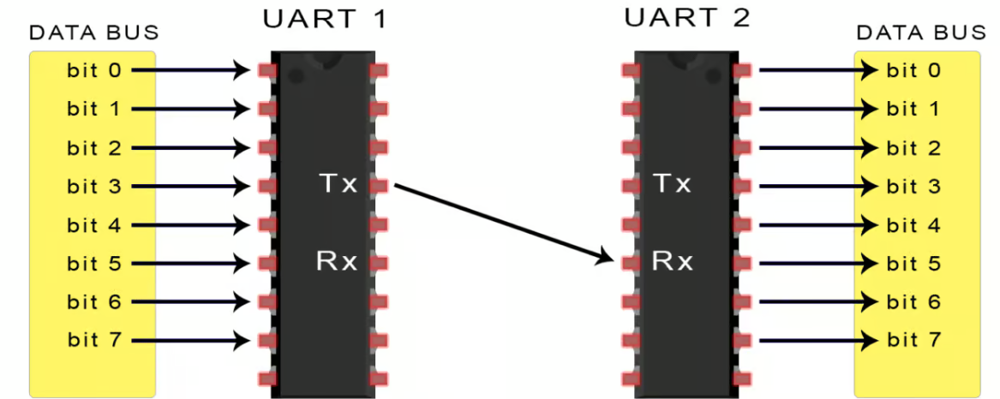 UART 1
UART 2
DATA BUS
DATA BUS
bit 0
bit 1
bit 2
bit 3
bit 4
bit 5
bit 6
bit 7
Tx
Rx
Tx
Rx
bit 0
bit 1
bit 2
bit 3
bit 4
bit 5
bit 6
bit 7